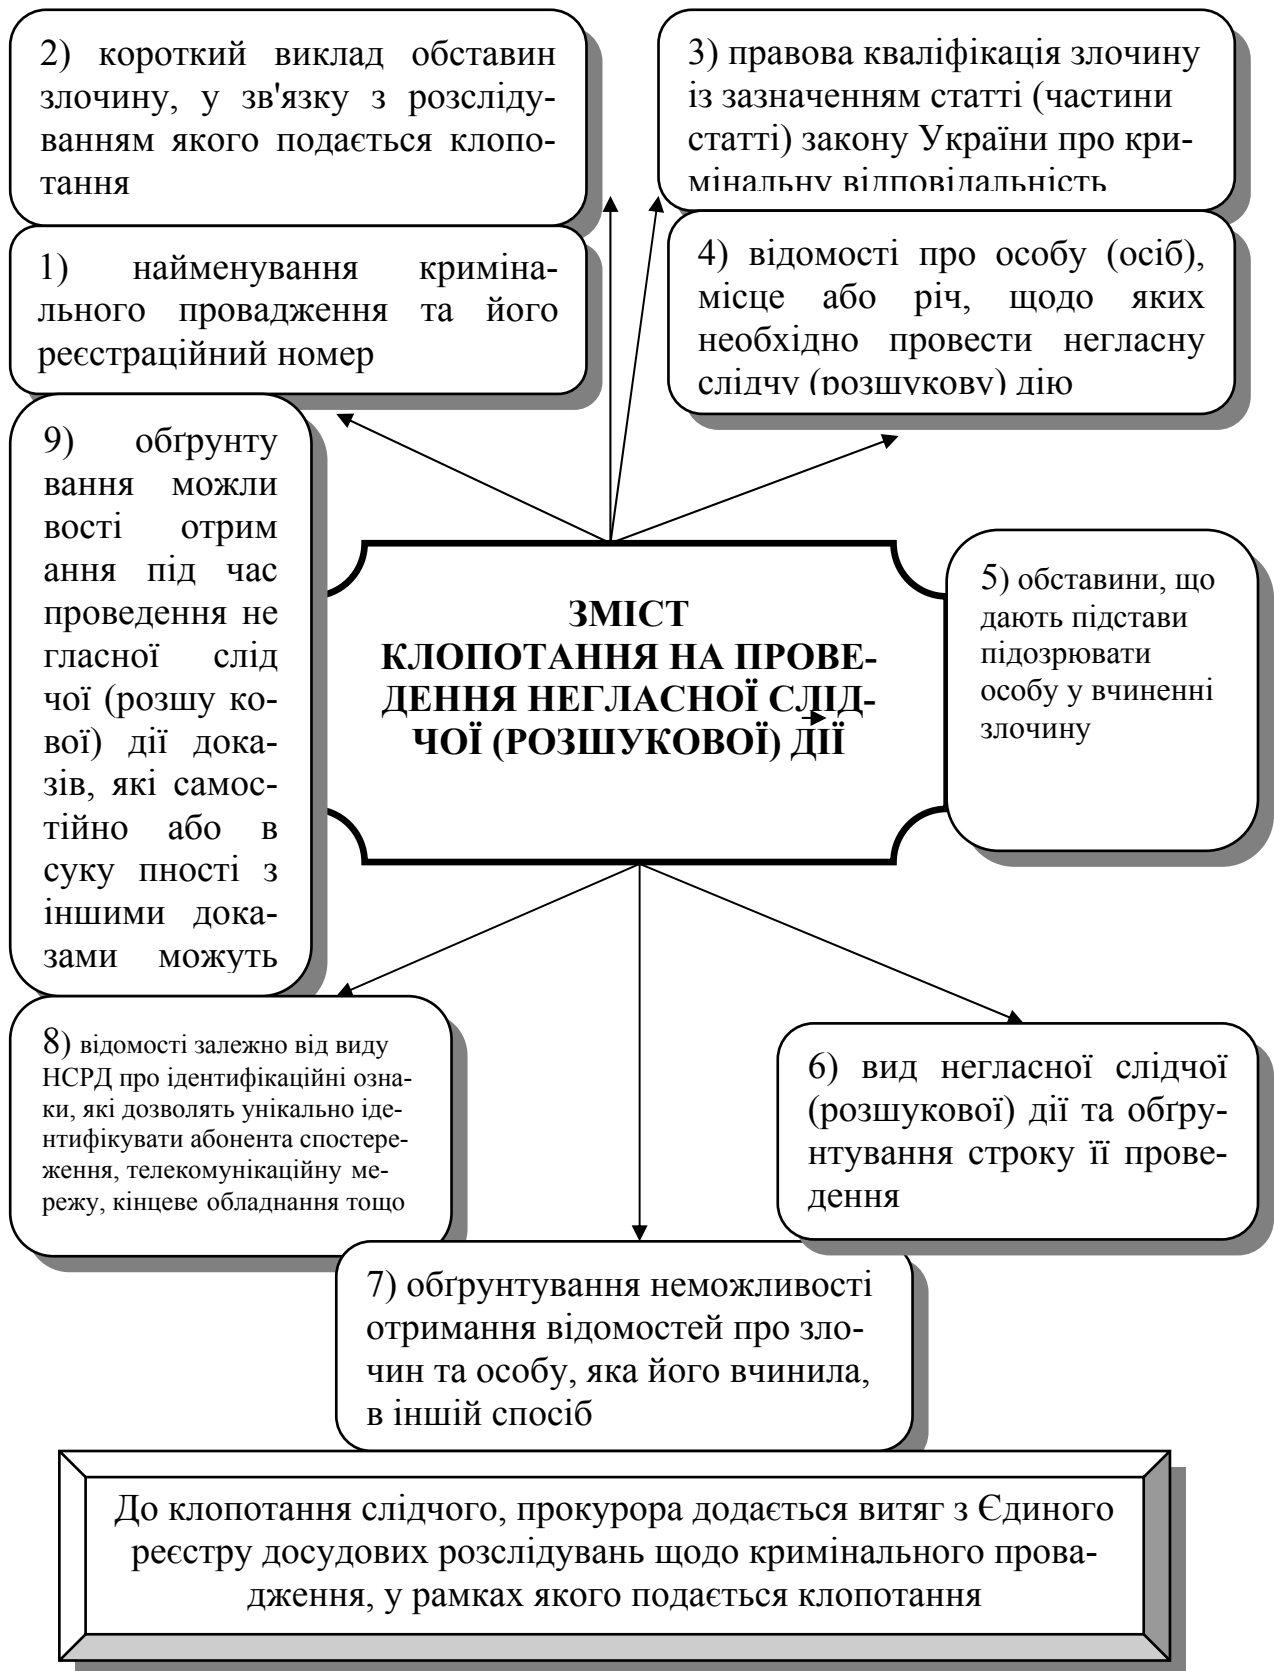 2) короткий виклад обставин
злочину, у зв'язку з розсліду-
ванням якого подається клопо-
тання
3) правова кваліфікація злочину
із зазначенням статті (частини
статті) закону України про кри-
мінальну відповідальність
1) найменування криміна-
льного провадження та його
реєстраційний номер
4) відомості про особу (осіб),
місце або річ, щодо яких
необхідно провести негласну
слідчу (розшукову) дію
9) обґрунту
вання можли
вості отрим
ання під час
проведення не
гласної слід
чої (розшу ко-
вої) дії дока-
зів, які самос-
тійно або в
суку пності з
іншими дока-
зами можуть
ЗМІСТ
КЛОПОТАННЯ НА ПРОВЕ-
ДЕННЯ НЕГЛАСНОЇ СЛІД-
ЧОЇ (РОЗШУКОВОЇ) ДІЇ
5) обставини, що
дають підстави
підозрювати
особу у вчиненні
злочину
8) відомості залежно від виду
НСРД про ідентифікаційні озна-
ки, які дозволять унікально іде-
нтифікувати абонента спостере-
ження, телекомунікаційну ме-
режу, кінцеве обладнання тощо
6) вид негласної слідчої
(розшукової) дії та обґру-
нтування строку її прове-
дення
7) обґрунтування неможливості
отримання відомостей про зло-
чин та особу, яка його вчинила,
в іншій спосіб
До клопотання слідчого, прокурора додається витяг з Єдиного
реєстру досудових розслідувань щодо кримінального прова-
дження, у рамках якого подається клопотання